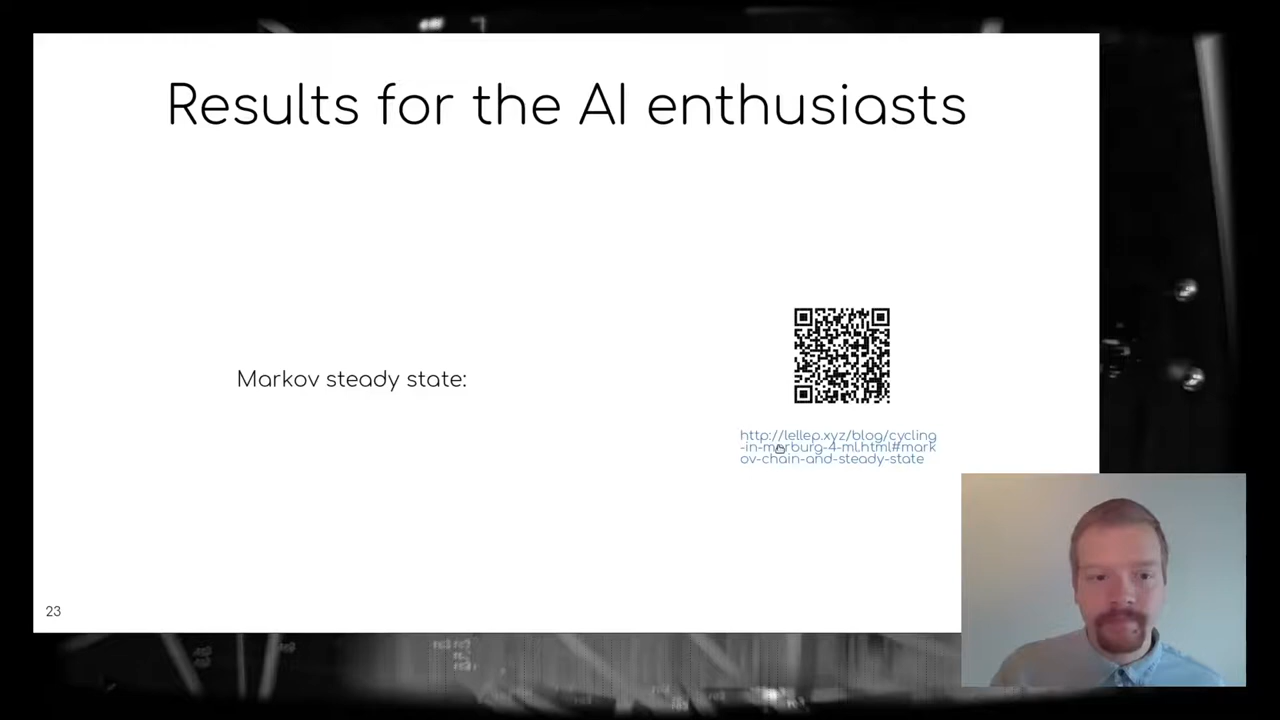 Results for the AI enthusiasts
Markov steady state:
http://lellep.xyz/blog/cycling
-in-marburg-4-ml.html#mark
ov-chain-and-steady-state
23